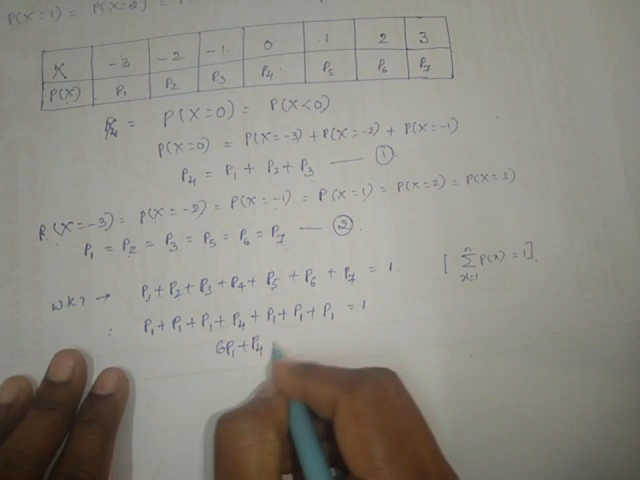 P(X=1) = P(X=2) =
X -3 -2 -1 0 1 2 3
P(X) P₁ P₂ P₃ P₄ P₅ P₆ P₇
= P(X=0) = P(X<0)
P(X=0) = P(X=-3) + P(X=-2) + P(X=-1)
P₄ = P₁ + P₂ + P₃ — ①
P(X=-3) = P(X=-2) = P(X=-1) = P(X=1) = P(X=2) = P(X=3)
P₁ = P₂ = P₃ = P₅ = P₆ = P₇ — ②.
W.K.T → P₁ + P₂ + P₃ + P₄ + P₅ + P₆ + P₇ = 1. [ ⁿ∑ₓ₌₁ P(x) = 1].
: P₁ + P₁ + P₁ + P₄ + P₁ + P₁ + P₁ = 1
6P₁ + P₄